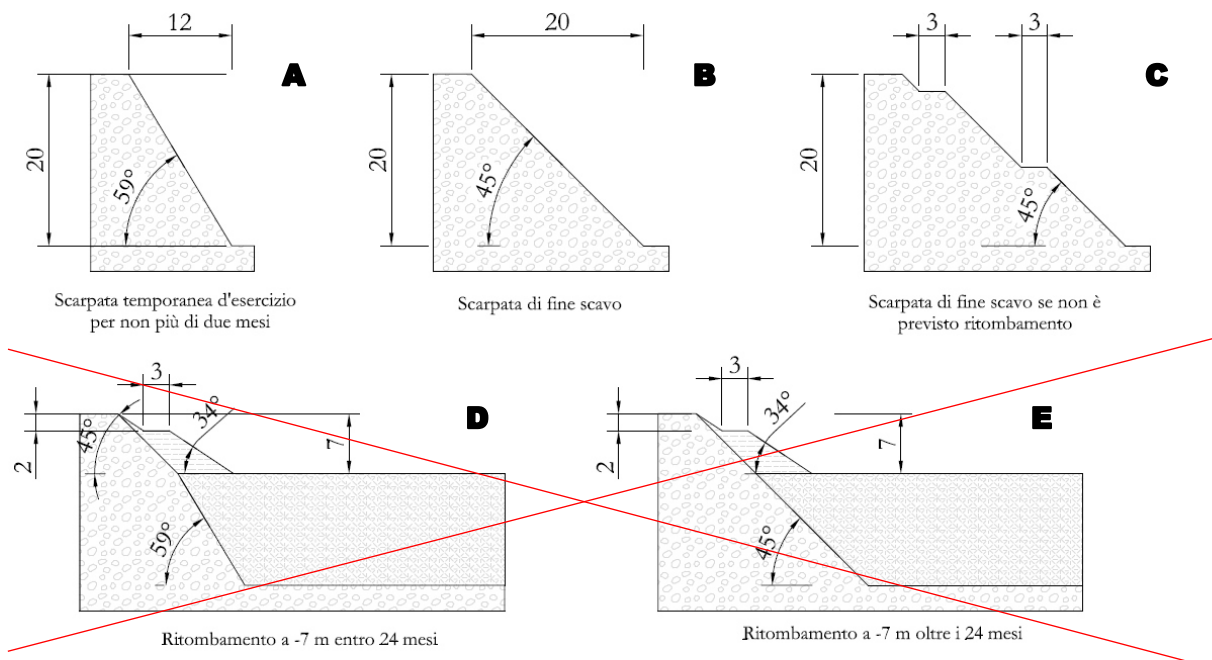 12
A
20
59°
Scarpata temporanea d'esercizio
per non più di due mesi
20
B
20
45°
Scarpata di fine scavo
3
3
C
20
45°
Scarpata di fine scavo se non è
previsto ritombamento
3
D
34°
45°
2
7
59°
Ritombamento a -7 m entro 24 mesi
3
E
34°
2
7
45°
Ritombamento a -7 m oltre i 24 mesi